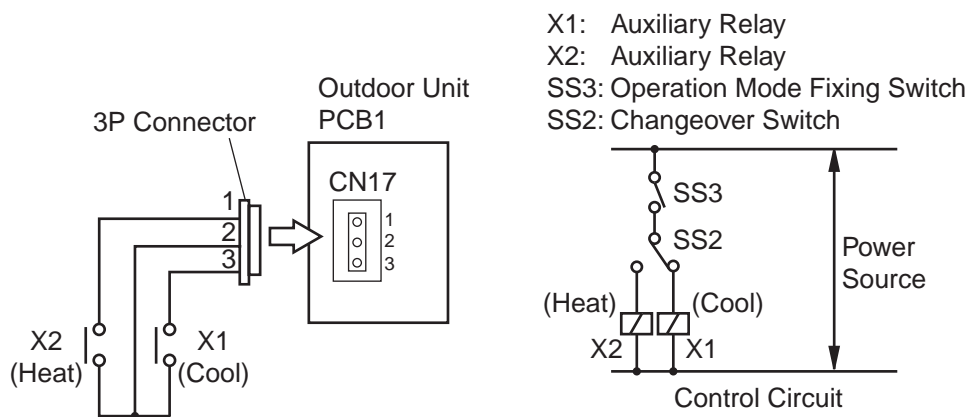 X1: Auxiliary Relay
X2: Auxiliary Relay
SS3: Operation Mode Fixing Switch
SS2: Changeover Switch
Outdoor Unit
PCB1
3P Connector
CN17
1
2
3
1
2
3
X2
(Heat)
X1
(Cool)
SS3
SS2
Power
Source
(Heat)
(Cool)
X2
X1
Control Circuit